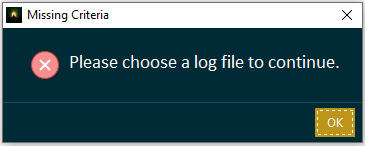 Missing Criteria
Please choose a log file to continue.
OK